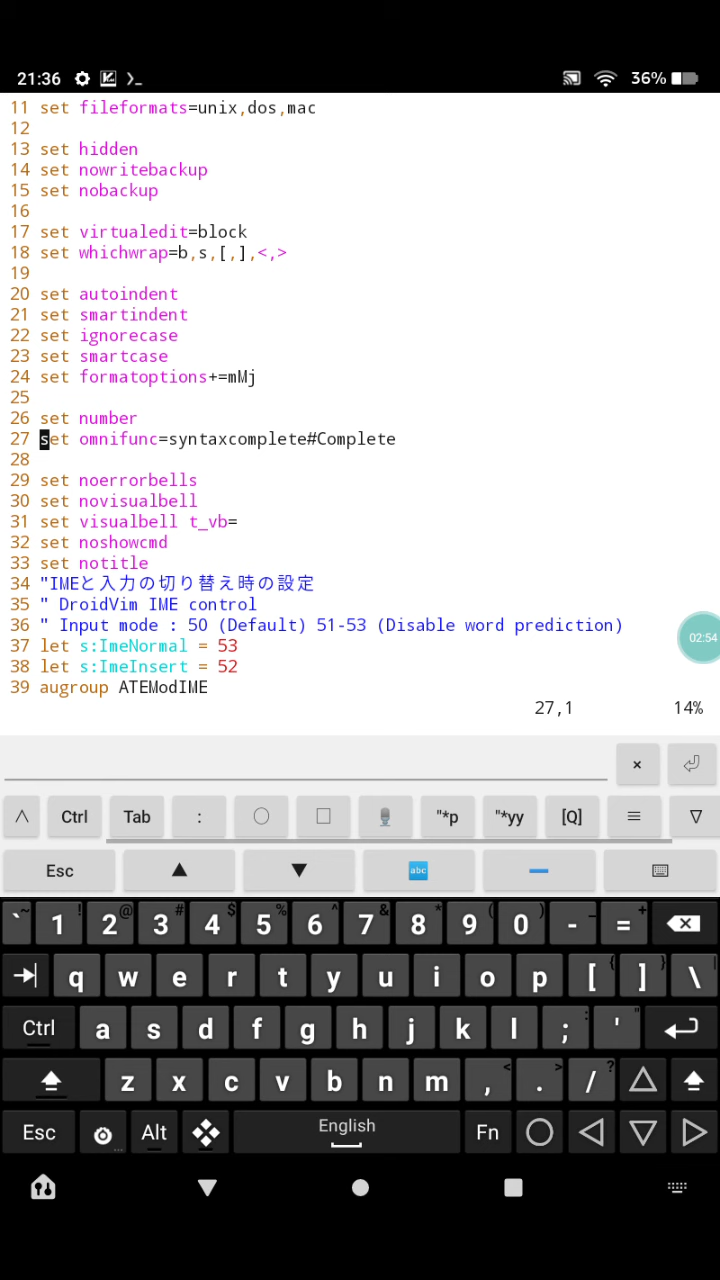 21:36 36%
11 set fileformats=unix,dos,mac
12
13 set hidden
14 set nowritebackup
15 set nobackup
16
17 set virtualedit=block
18 set whichwrap=b,s,[,],<,>
19
20 set autoindent
21 set smartindent
22 set ignorecase
23 set smartcase
24 set formatoptions+=mMj
25
26 set number
27 set omnifunc=syntaxcomplete#Complete
28
29 set noerrorbells
30 set novisualbell
31 set visualbell t_vb=
32 set noshowcmd
33 set notitle
34 "IMEと入力の切り替え時の設定
35 " DroidVim IME control
36 " Input mode : 50 (Default) 51-53 (Disable word prediction)
02:54
37 let s:ImeNormal = 53
38 let s:ImeInsert = 52
39 augroup ATEModIME
27,1 14%
×
∧ Ctrl Tab : ○ □ "*p "*yy [Q] ≡ ▽
Esc ▲ ▼ abc
` ~ 1 ! 2 @ 3 # 4 $ 5 % 6 ^ 7 & 8 * 9 ( 0 ) - _ = +
q w e r t y u i o p [ { ] } \
Ctrl a s d f g h j k l ; : ' "
z x c v b n m , < . > / ?
Esc Alt English Fn